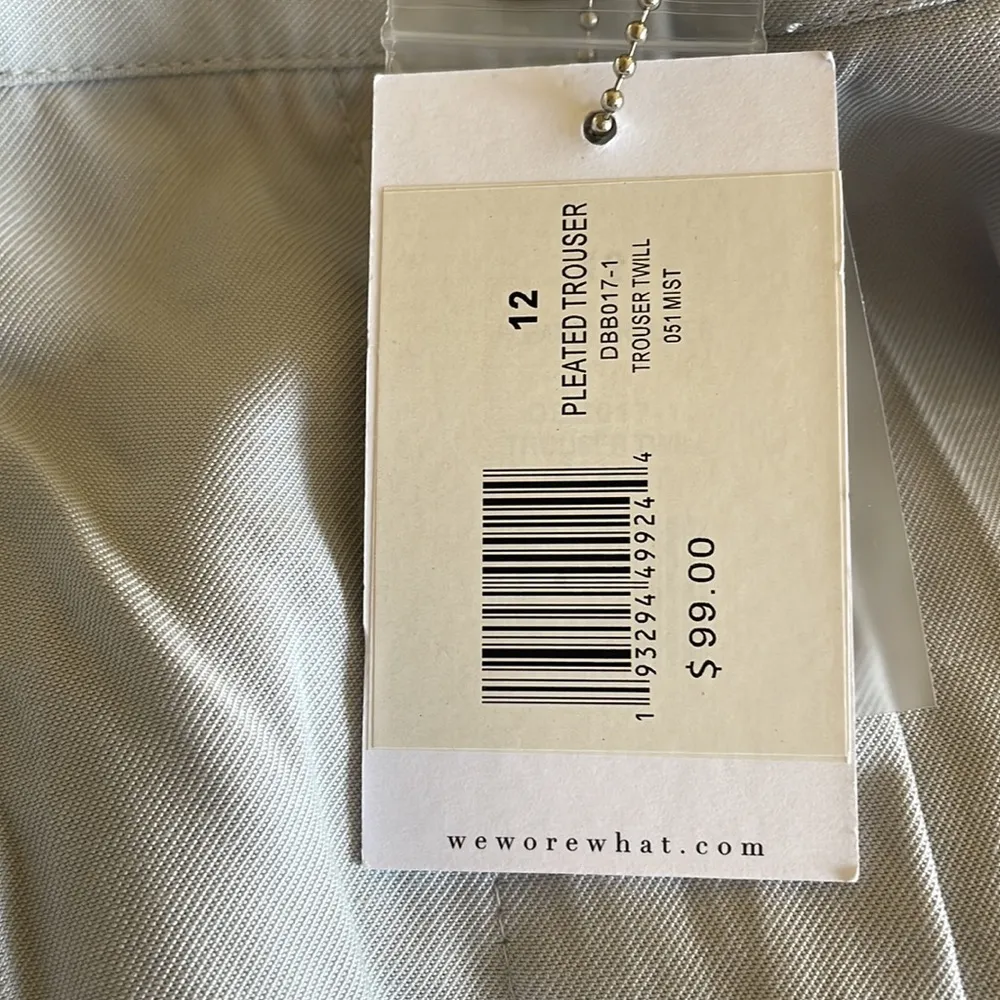 12
PLEATED TROUSER
DBB017-1
TROUSER TWILL
051 MIST
1 93294 49924 4
$99.00
weworewhat.com